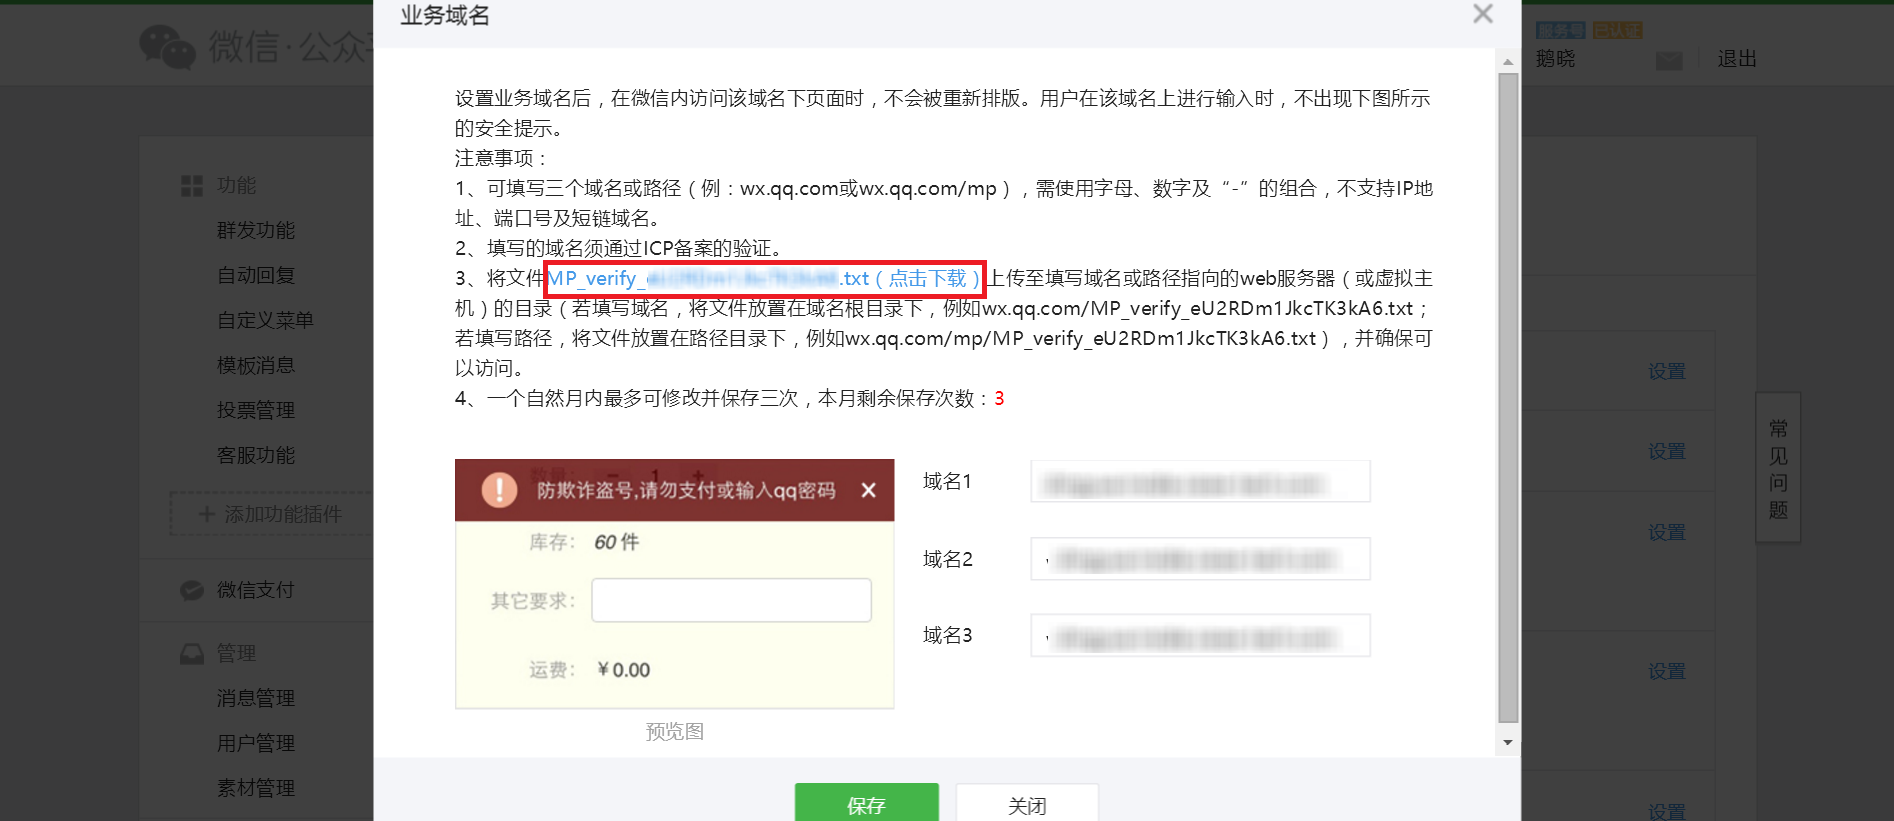 业务域名
微信·公众
服务号 已认证
鹅晓
退出
设置业务域名后，在微信内访问该域名下页面时，不会被重新排版。用户在该域名上进行输入时，不出现下图所示
的安全提示。
注意事项：
1、可填写三个域名或路径（例：wx.qq.com或wx.qq.com/mp），需使用字母、数字及“-”的组合，不支持IP地
址、端口号及短链域名。
2、填写的域名须通过ICP备案的验证。
3、将文件MP_verify_ .txt（点击下载）上传至填写域名或路径指向的web服务器（或虚拟主
机）的目录（若填写域名，将文件放置在域名根目录下，例如wx.qq.com/MP_verify_eU2RDm1JkcTK3kA6.txt；
若填写路径，将文件放置在路径目录下，例如wx.qq.com/mp/MP_verify_eU2RDm1JkcTK3kA6.txt），并确保可
以访问。
4、一个自然月内最多可修改并保存三次，本月剩余保存次数：3
数量： － 1 +
防欺诈盗号,请勿支付或输入qq密码
库存： 60 件
其它要求：
运费： ￥0.00
预览图
域名1
域名2
域名3
保存
关闭
功能
群发功能
自动回复
自定义菜单
模板消息
投票管理
客服功能
+ 添加功能插件
微信支付
管理
消息管理
用户管理
素材管理
设置
设置
设置
设置
设置
常见问题